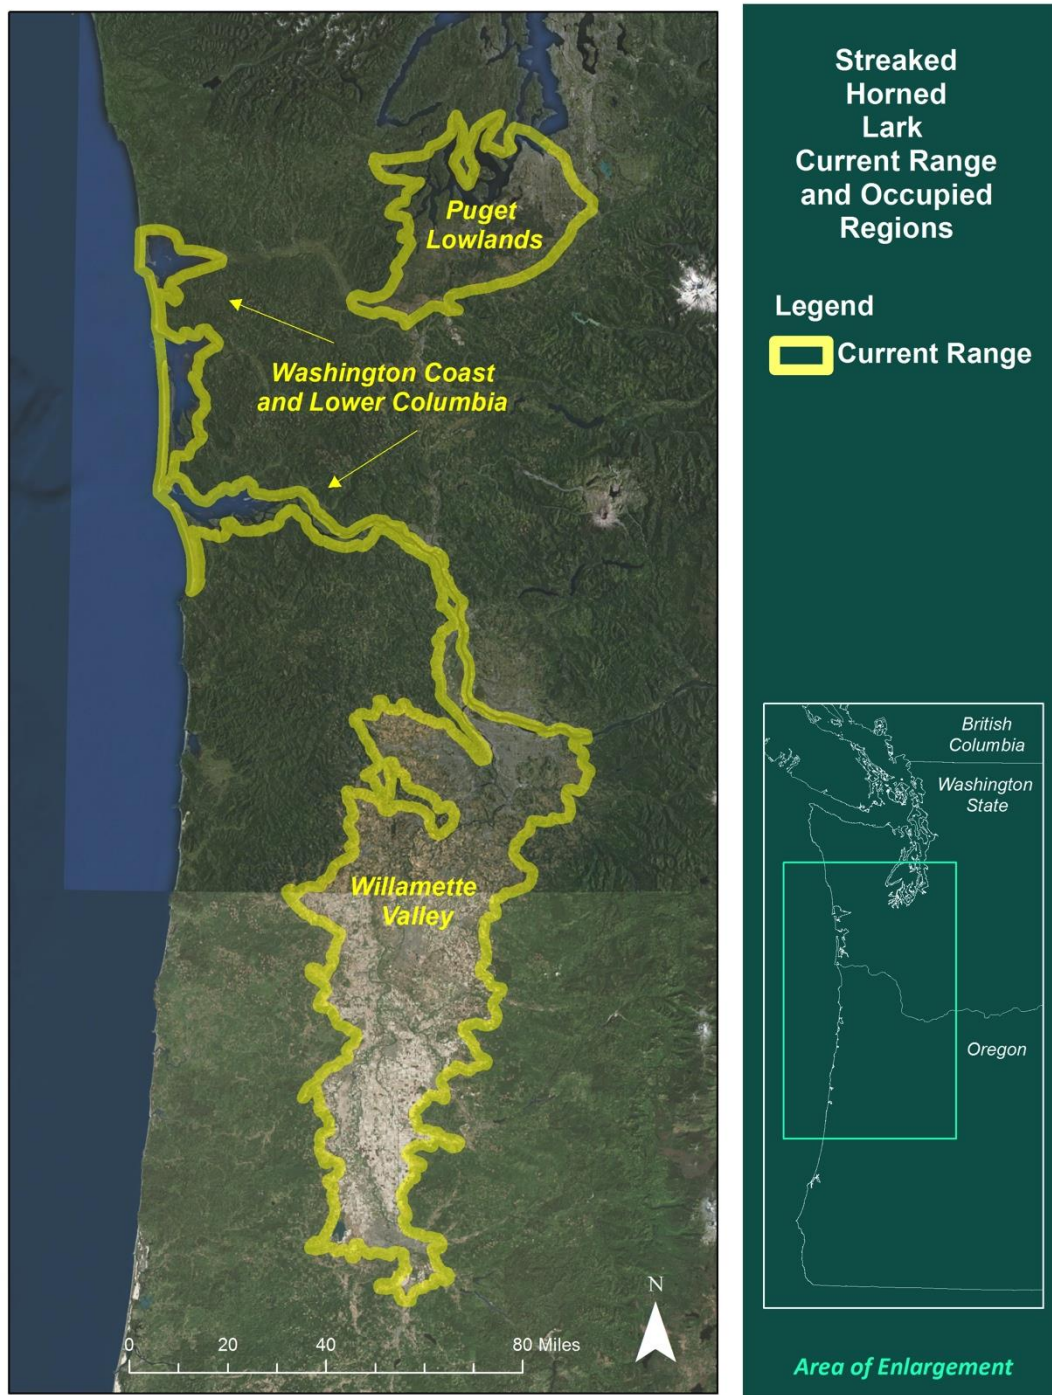 Puget
Lowlands
Washington Coast
and Lower Columbia
Willamette
Valley
N
0 20 40 80 Miles
Streaked
Horned
Lark
Current Range
and Occupied
Regions
Legend
Current Range
British
Columbia
Washington
State
Oregon
Area of Enlargement